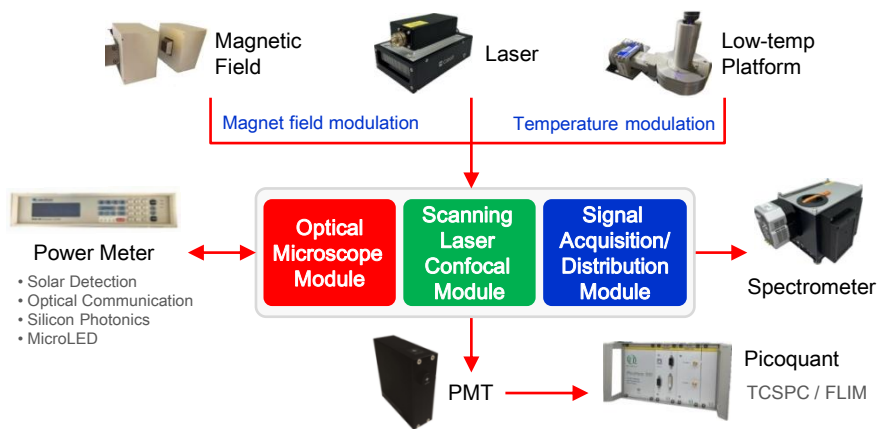 Magnetic
Field
Laser
Low-temp
Platform
Magnet field modulation
Temperature modulation
Optical
Microscope
Module
Scanning
Laser
Confocal
Module
Signal
Acquisition/
Distribution
Module
Power Meter
• Solar Detection
• Optical Communication
• Silicon Photonics
• MicroLED
Spectrometer
PMT
Picoquant
TCSPC / FLIM